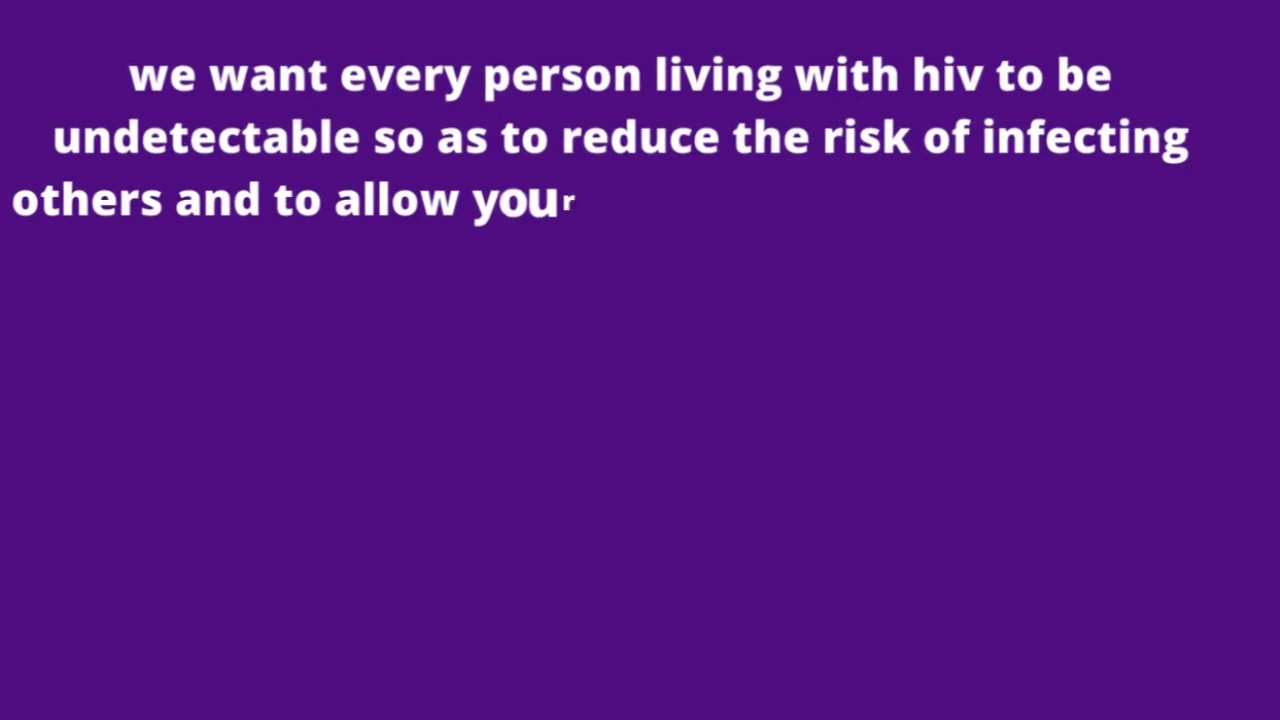 we want every person living with hiv to be
undetectable so as to reduce the risk of infecting
others and to allow your